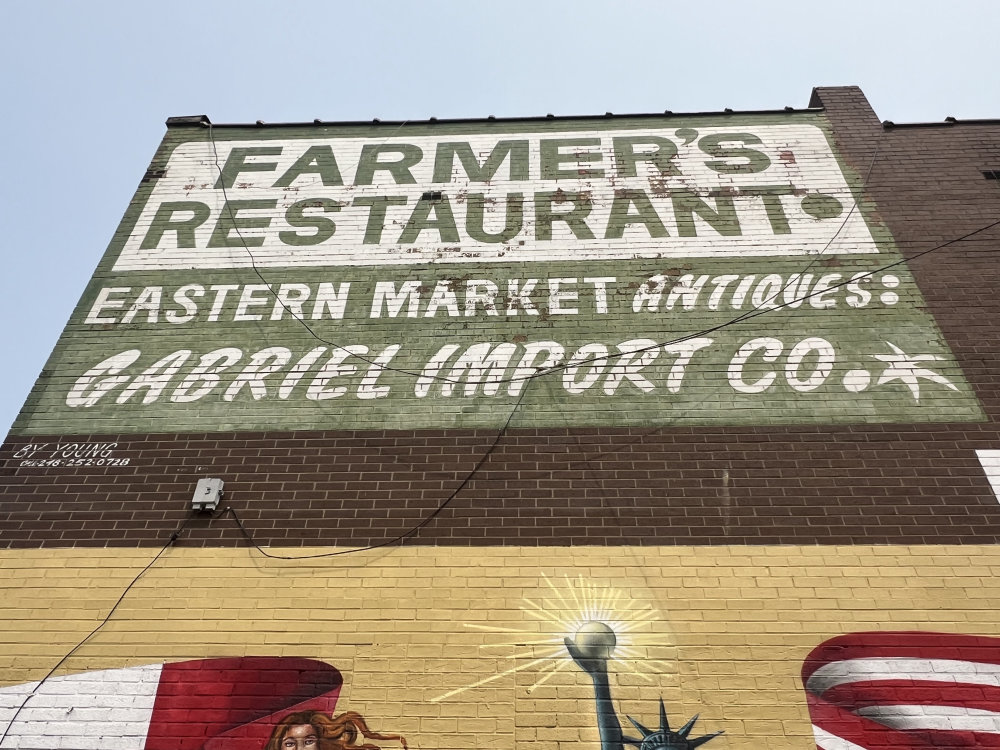 FARMER'S
RESTAURANT•
EASTERN MARKET ANTIQUES:
GABRIEL IMPORT CO.★
BY YOUNG